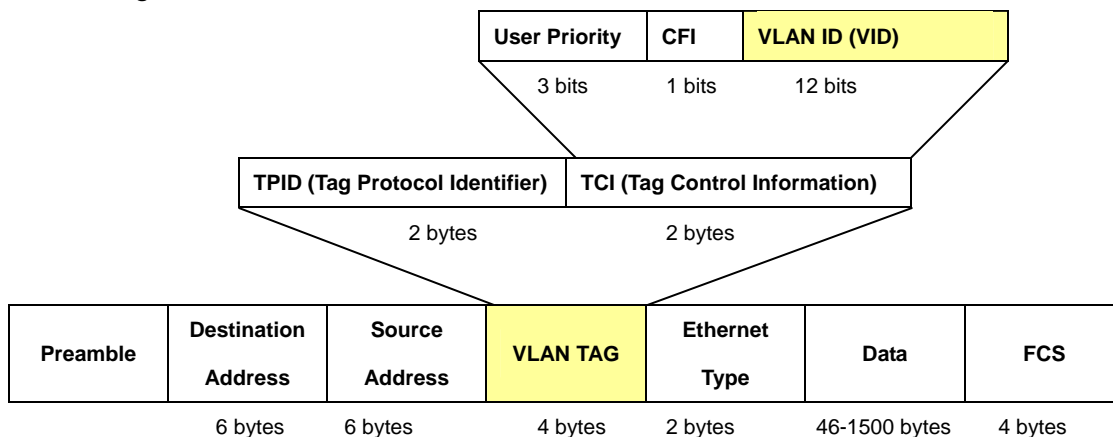 User Priority CFI VLAN ID (VID)
3 bits 1 bits 12 bits
TPID (Tag Protocol Identifier) TCI (Tag Control Information)
2 bytes 2 bytes
Preamble Destination Address Source Address VLAN TAG Ethernet Type Data FCS
6 bytes 6 bytes 4 bytes 2 bytes 46-1500 bytes 4 bytes